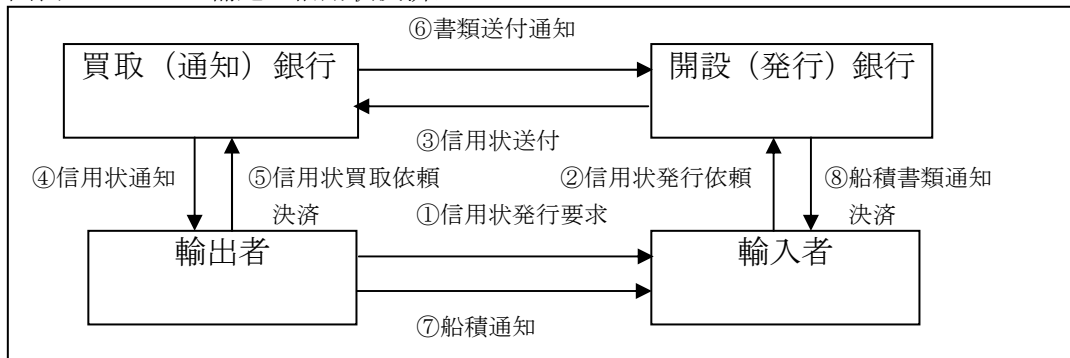 ⑥書類送付通知
買取（通知）銀行
開設（発行）銀行
③信用状送付
④信用状通知
⑤信用状買取依頼
決済
②信用状発行依頼
⑧船積書類通知
決済
①信用状発行要求
輸出者
輸入者
⑦船積通知